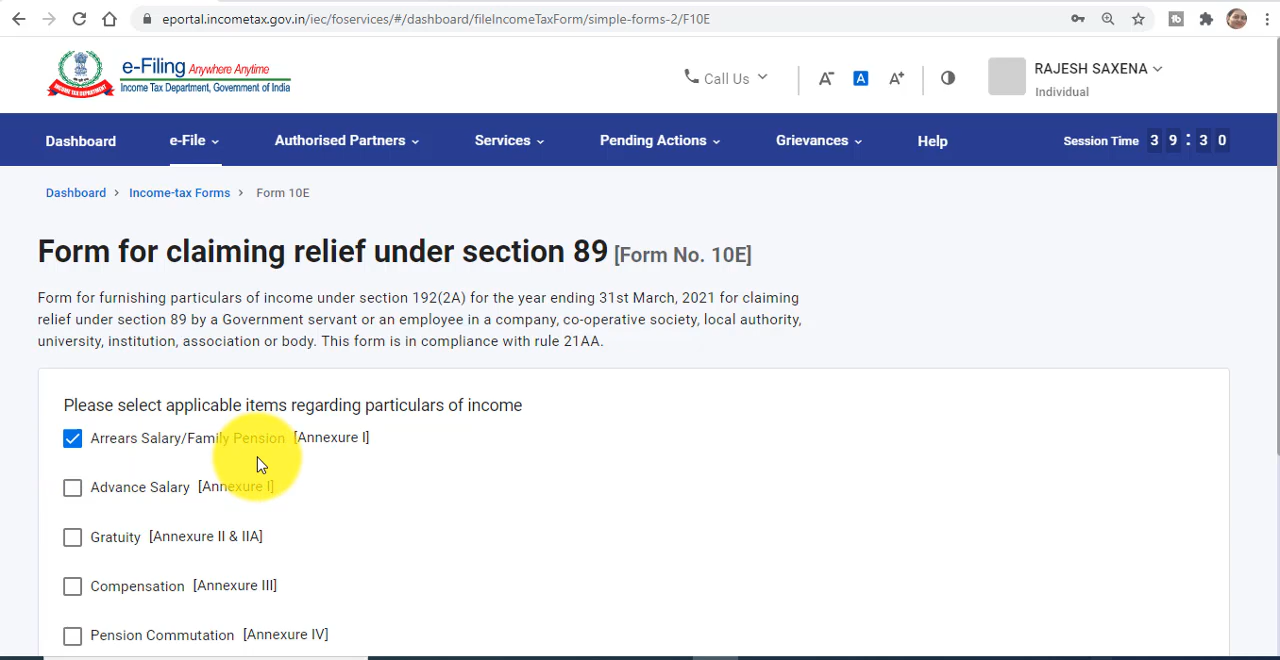 eportal.incometax.gov.in/iec/foservices/#/dashboard/fileIncomeTaxForm/simple-forms-2/F10E
e-Filing Anywhere Anytime
Income Tax Department, Government of India
Call Us
A-
A
A+
RAJESH SAXENA
Individual
Dashboard
e-File
Authorised Partners
Services
Pending Actions
Grievances
Help
Session Time 39:30
Dashboard > Income-tax Forms > Form 10E
Form for claiming relief under section 89 [Form No. 10E]
Form for furnishing particulars of income under section 192(2A) for the year ending 31st March, 2021 for claiming
relief under section 89 by a Government servant or an employee in a company, co-operative society, local authority,
university, institution, association or body. This form is in compliance with rule 21AA.
Please select applicable items regarding particulars of income
Arrears Salary/Family Pension [Annexure I]
Advance Salary [Annexure I]
Gratuity [Annexure II & IIA]
Compensation [Annexure III]
Pension Commutation [Annexure IV]